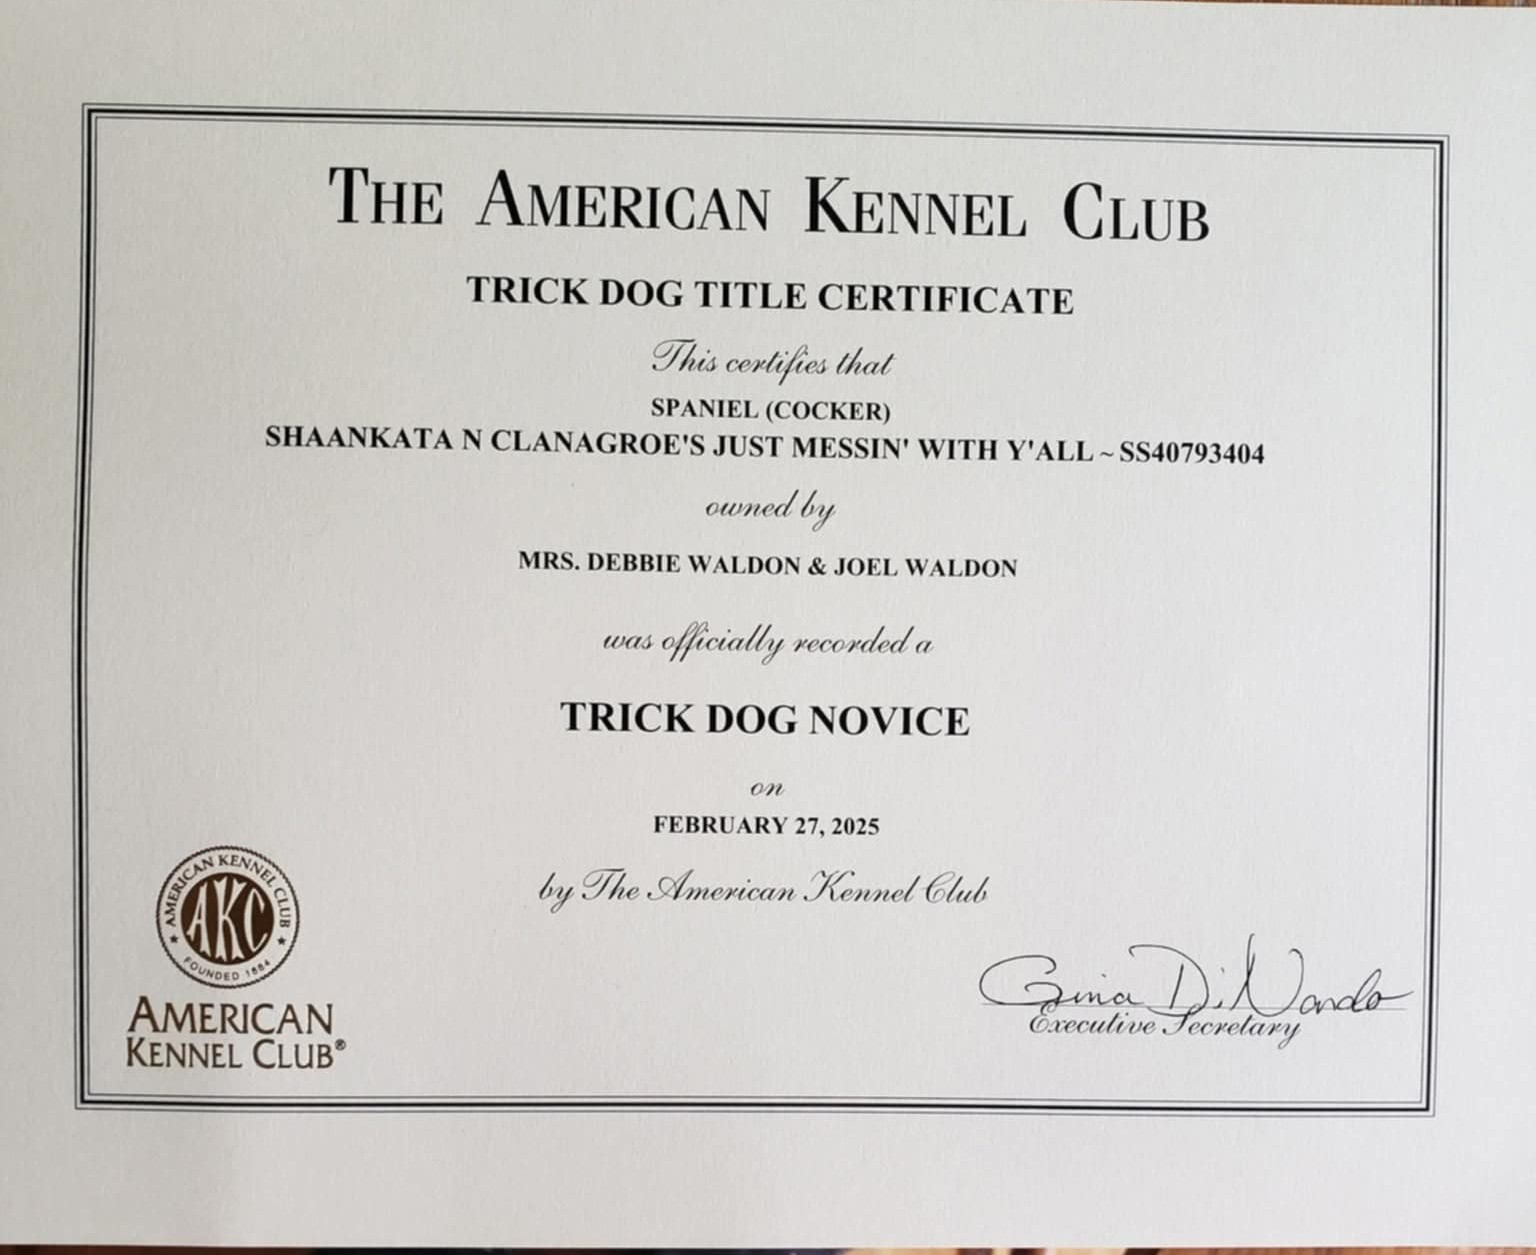 THE AMERICAN KENNEL CLUB
TRICK DOG TITLE CERTIFICATE
This certifies that
SPANIEL (COCKER)
SHAANKATA N CLANAGROE'S JUST MESSIN' WITH Y'ALL ~ SS40793404
owned by
MRS. DEBBIE WALDON & JOEL WALDON
was officially recorded a
TRICK DOG NOVICE
on
FEBRUARY 27, 2025
by The American Kennel Club
AMERICAN KENNEL CLUB
AKC
FOUNDED 1884
AMERICAN
KENNEL CLUB®
Gina DiNardo
Executive Secretary